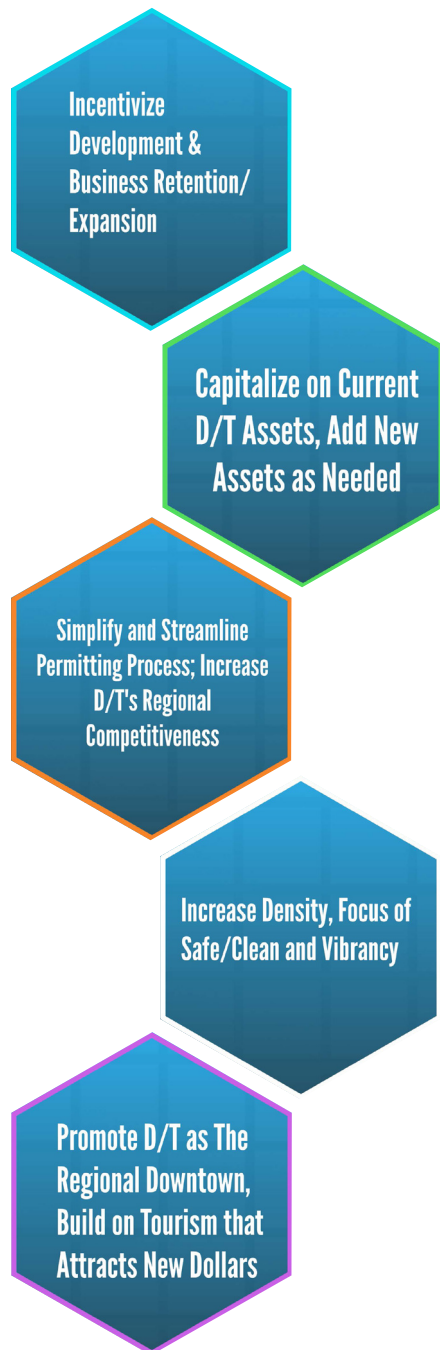 Incentivize
Development &
Business Retention/
Expansion
Capitalize on Current
D/T Assets, Add New
Assets as Needed
Simplify and Streamline
Permitting Process; Increase
D/T's Regional
Competitiveness
Increase Density, Focus of
Safe/Clean and Vibrancy
Promote D/T as The
Regional Downtown,
Build on Tourism that
Attracts New Dollars